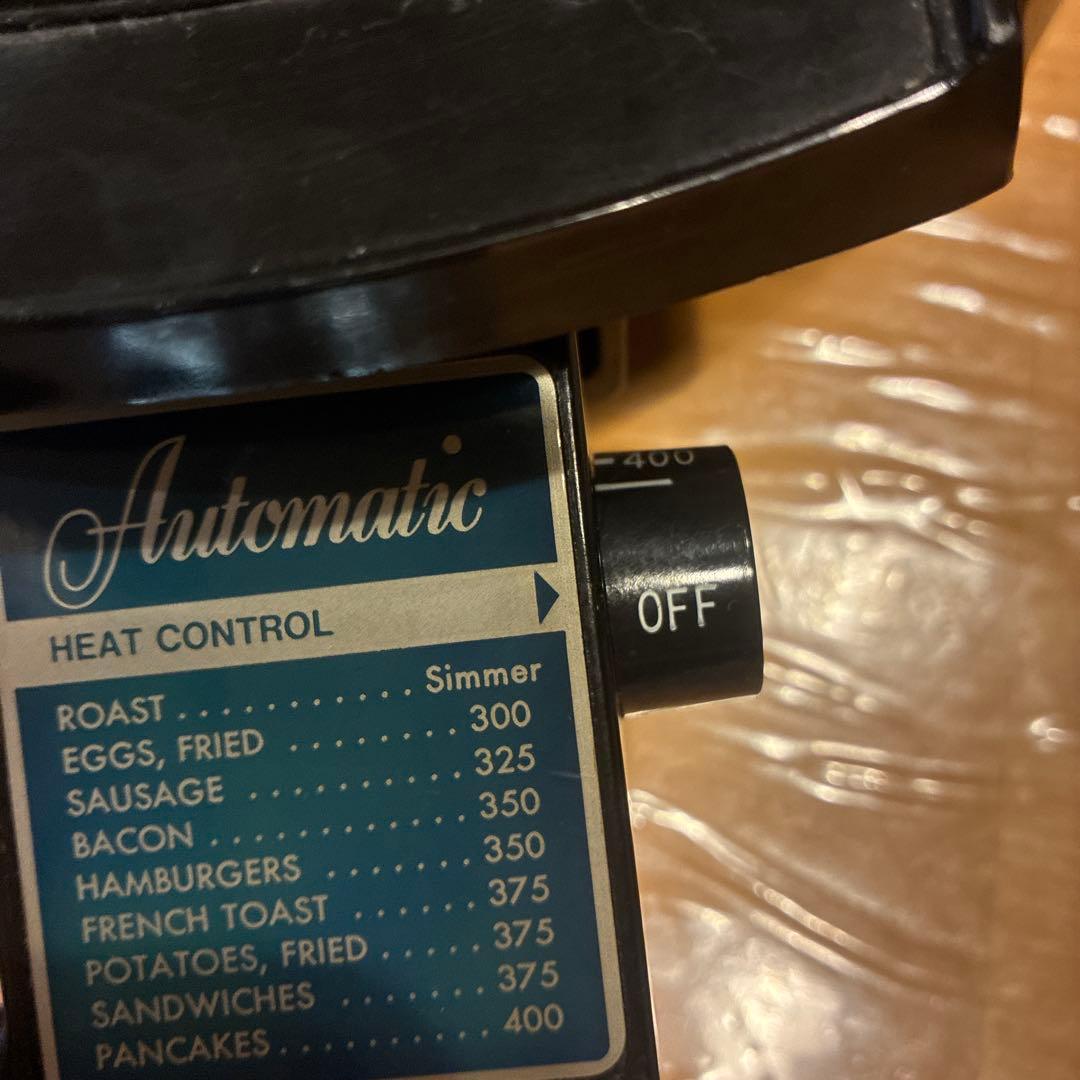 Automatic
HEAT CONTROL
400
OFF
ROAST . . . . . . . . . . . Simmer
EGGS, FRIED . . . . . . . . 300
SAUSAGE . . . . . . . . . . 325
BACON . . . . . . . . . . . . 350
HAMBURGERS . . . . . . . 350
FRENCH TOAST . . . . . . 375
POTATOES, FRIED . . . . . 375
SANDWICHES . . . . . . . 375
PANCAKES . . . . . . . . . . 400